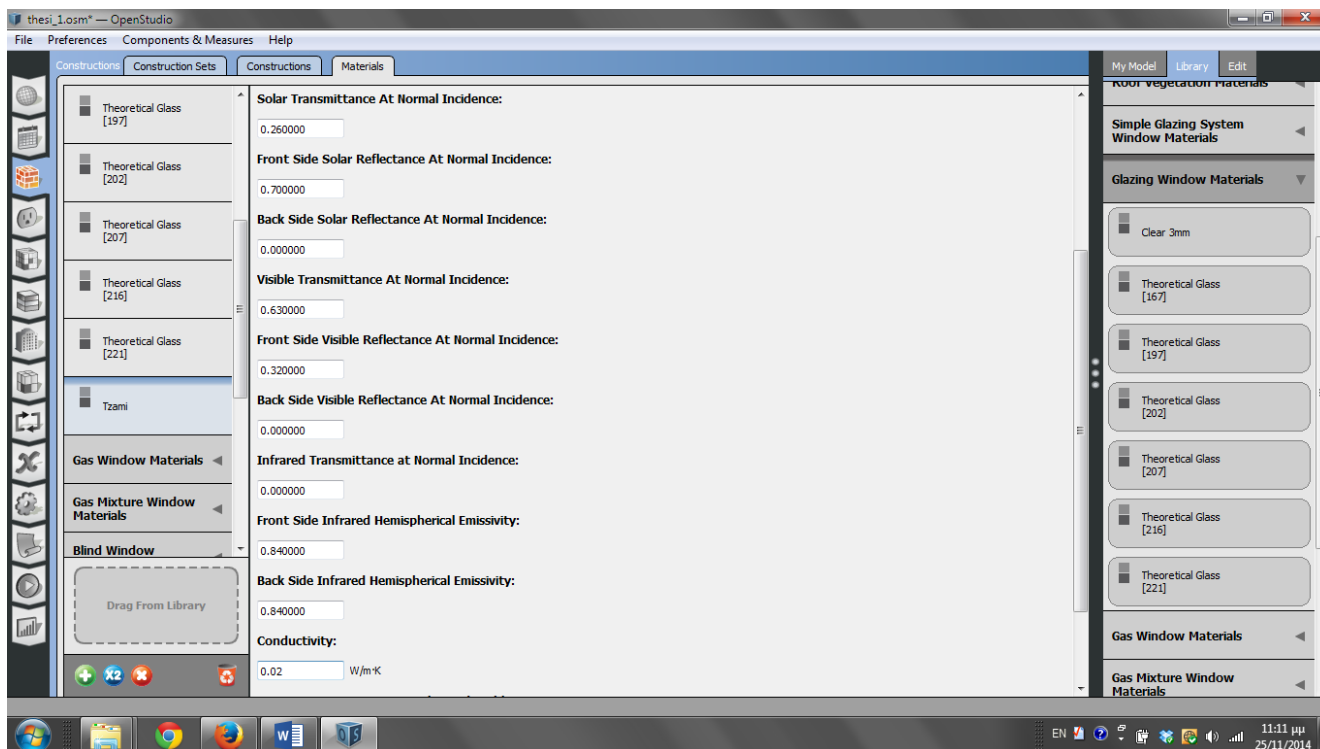 thesi_1.osm* — OpenStudio
File Preferences Components & Measures Help
Constructions Construction Sets Constructions Materials
My Model Library Edit
Theoretical Glass
[197]
Theoretical Glass
[202]
Theoretical Glass
[207]
Theoretical Glass
[216]
Theoretical Glass
[221]
Tzami
Gas Window Materials
Gas Mixture Window
Materials
Blind Window
Drag From Library
X2
Solar Transmittance At Normal Incidence:
0.260000
Front Side Solar Reflectance At Normal Incidence:
0.700000
Back Side Solar Reflectance At Normal Incidence:
0.000000
Visible Transmittance At Normal Incidence:
0.630000
Front Side Visible Reflectance At Normal Incidence:
0.320000
Back Side Visible Reflectance At Normal Incidence:
0.000000
Infrared Transmittance at Normal Incidence:
0.000000
Front Side Infrared Hemispherical Emissivity:
0.840000
Back Side Infrared Hemispherical Emissivity:
0.840000
Conductivity:
0.02 W/m·K
Roof Vegetation Materials
Simple Glazing System
Window Materials
Glazing Window Materials
Clear 3mm
Theoretical Glass
[167]
Theoretical Glass
[197]
Theoretical Glass
[202]
Theoretical Glass
[207]
Theoretical Glass
[216]
Theoretical Glass
[221]
Gas Window Materials
Gas Mixture Window
Materials
EN
11:11 μμ
25/11/2014